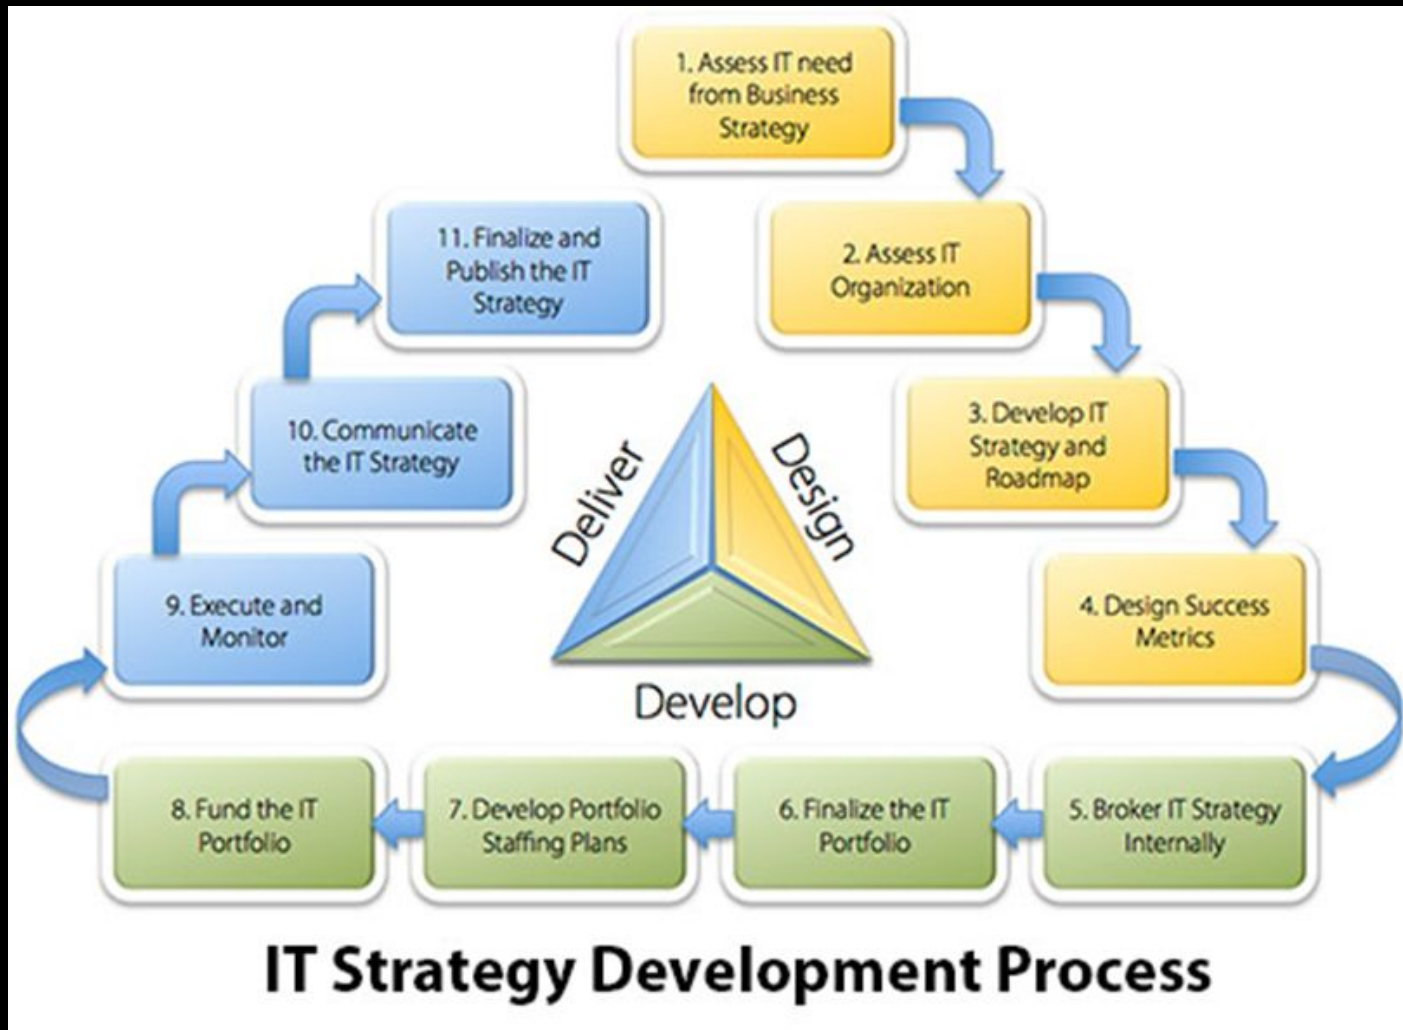 1. Assess IT need
from Business
Strategy
2. Assess IT
Organization
3. Develop IT
Strategy and
Roadmap
4. Design Success
Metrics
5. Broker IT Strategy
Internally
6. Finalize the IT
Portfolio
7. Develop Portfolio
Staffing Plans
8. Fund the IT
Portfolio
9. Execute and
Monitor
10. Communicate
the IT Strategy
11. Finalize and
Publish the IT
Strategy
Deliver
Design
Develop
IT Strategy Development Process